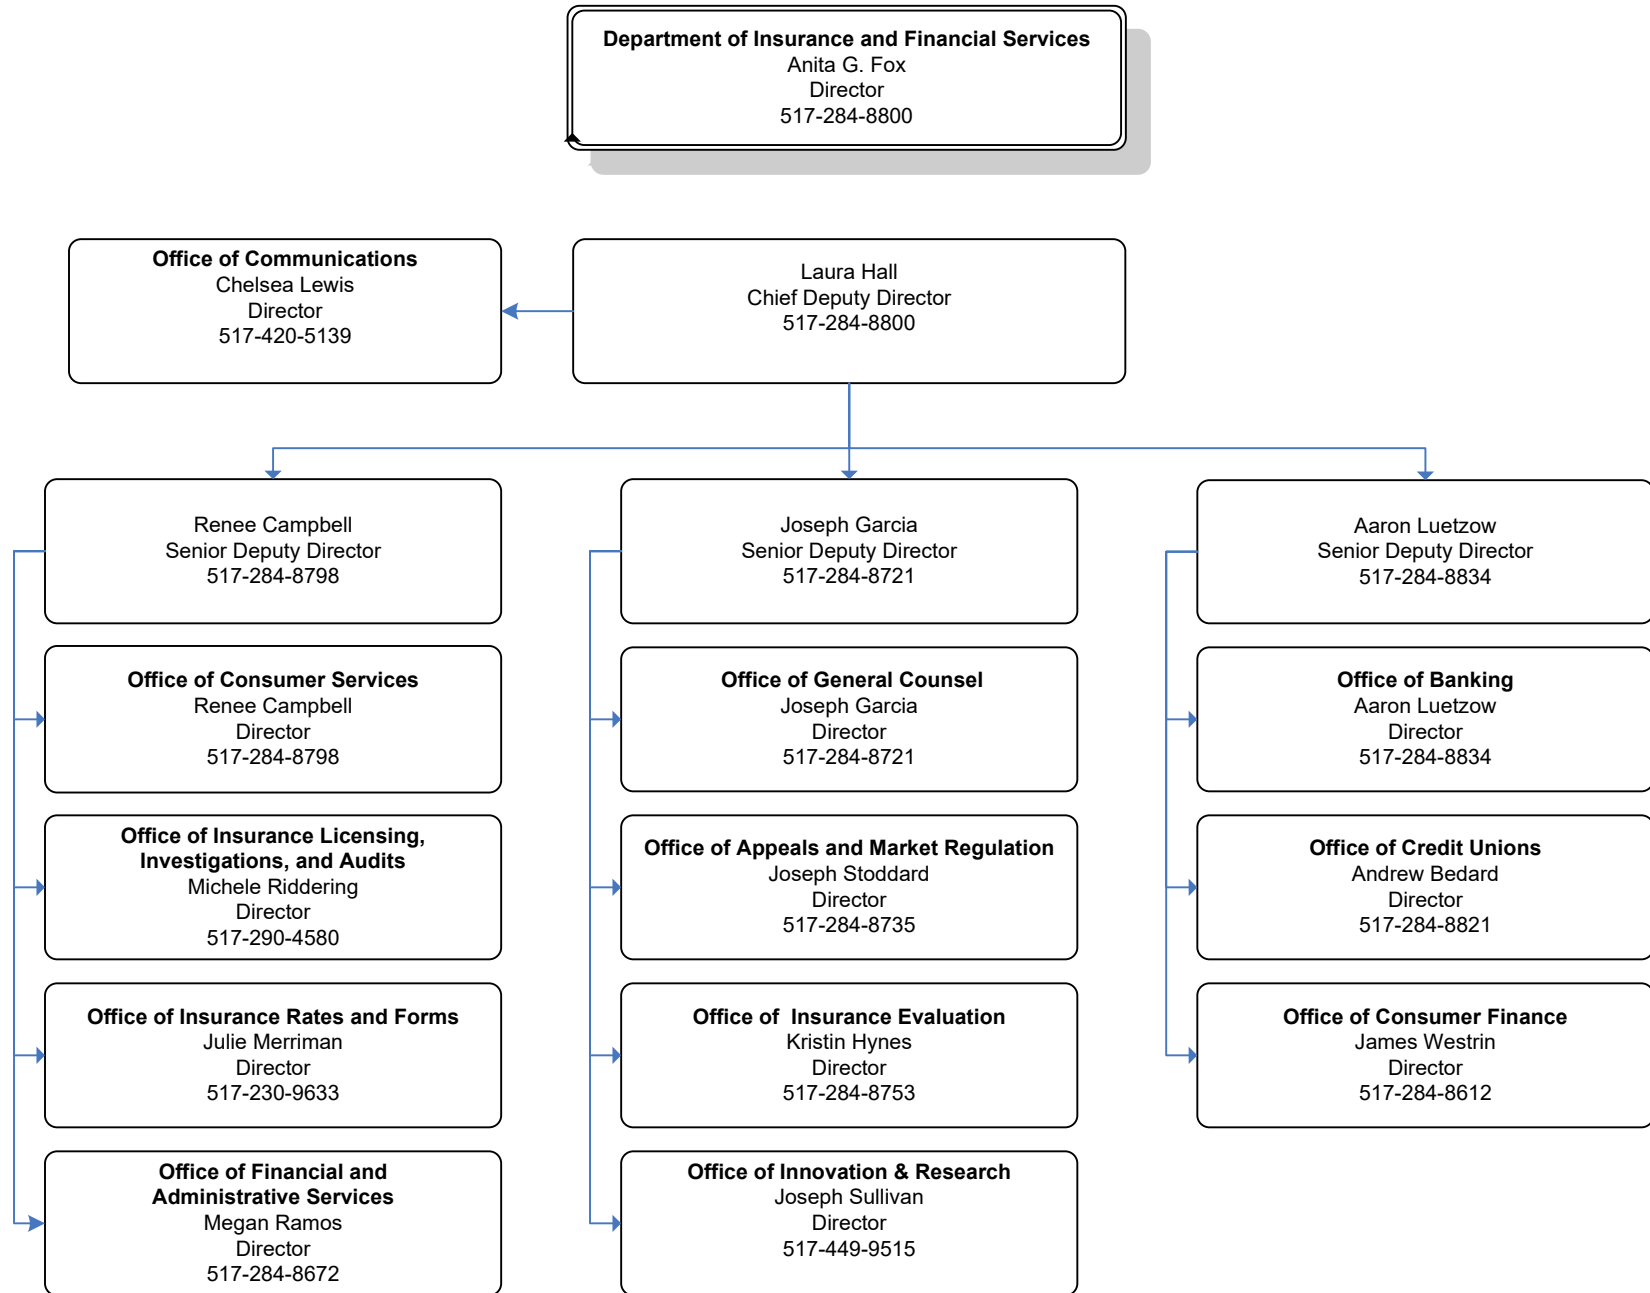 Department of Insurance and Financial Services
Anita G. Fox
Director
517-284-8800
Office of Communications
Chelsea Lewis
Director
517-420-5139
Laura Hall
Chief Deputy Director
517-284-8800
Renee Campbell
Senior Deputy Director
517-284-8798
Joseph Garcia
Senior Deputy Director
517-284-8721
Aaron Luetzow
Senior Deputy Director
517-284-8834
Office of Consumer Services
Renee Campbell
Director
517-284-8798
Office of General Counsel
Joseph Garcia
Director
517-284-8721
Office of Banking
Aaron Luetzow
Director
517-284-8834
Office of Insurance Licensing,
Investigations, and Audits
Michele Riddering
Director
517-290-4580
Office of Appeals and Market Regulation
Joseph Stoddard
Director
517-284-8735
Office of Credit Unions
Andrew Bedard
Director
517-284-8821
Office of Insurance Rates and Forms
Julie Merriman
Director
517-230-9633
Office of  Insurance Evaluation
Kristin Hynes
Director
517-284-8753
Office of Consumer Finance
James Westrin
Director
517-284-8612
Office of Financial and
Administrative Services
Megan Ramos
Director
517-284-8672
Office of Innovation & Research
Joseph Sullivan
Director
517-449-9515